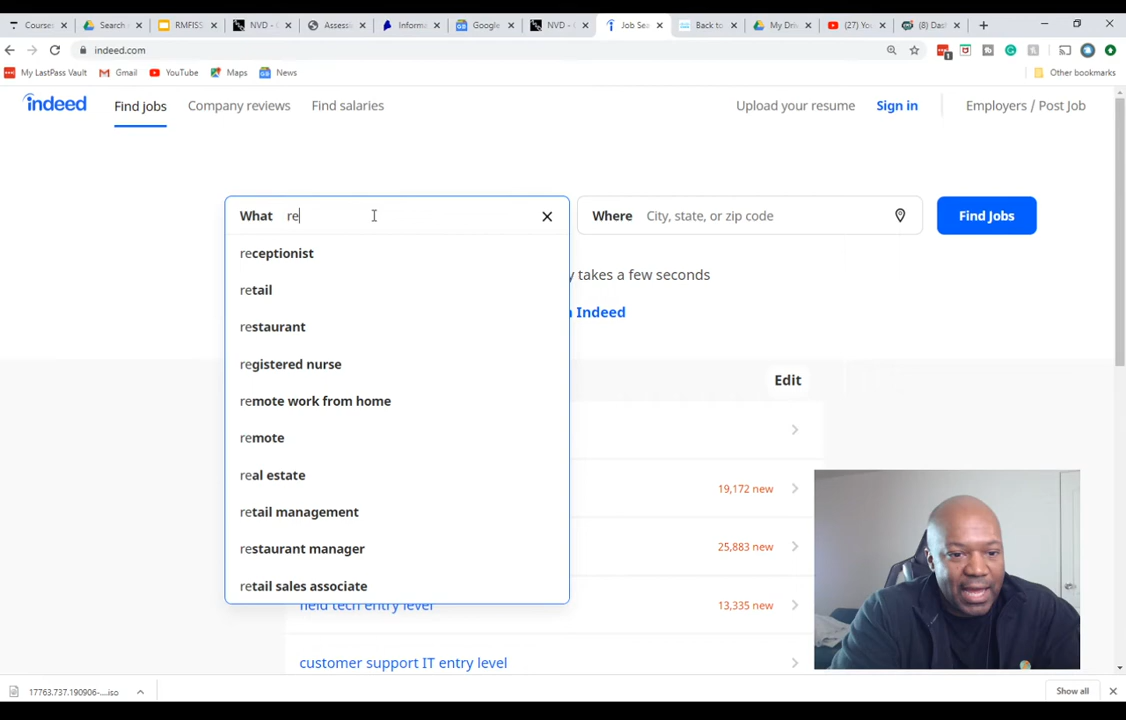 Course:
Search
RMFISS
NVD -
Assessi
Informa
Google
NVD -
Job Sea
Back to
My Dri
(27) Yo
(8) Das
indeed.com
1
My LastPass Vault
Gmail
YouTube
Maps
News
Other bookmarks
indeed
Find jobs
Company reviews
Find salaries
Upload your resume
Sign in
Employers / Post Job
What re
Where City, state, or zip code
Find Jobs
receptionist
retail
restaurant
registered nurse
remote work from home
remote
real estate
retail management
restaurant manager
retail sales associate
y takes a few seconds
Indeed
Edit
19,172 new
25,883 new
field tech entry level
13,335 new
customer support IT entry level
17763.737.190906-....iso
Show all